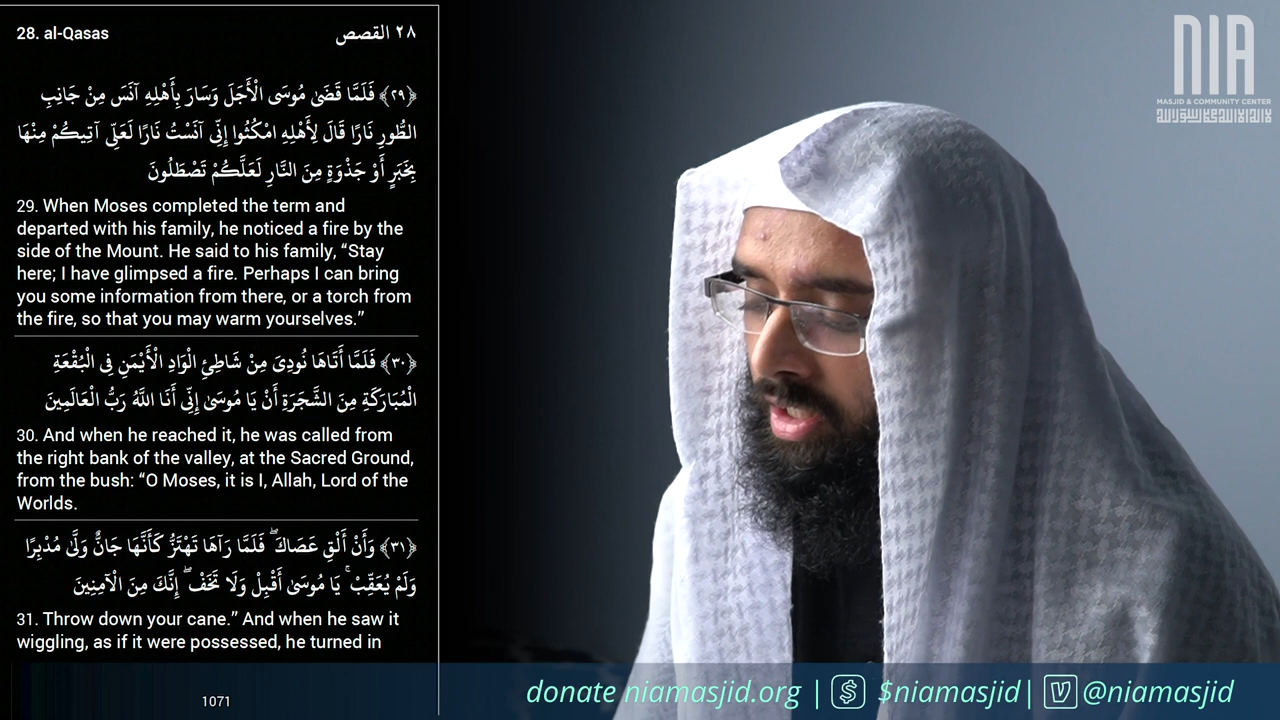 28. al-Qasas
٢٨ القصص
﴿٢٩﴾ فَلَمَّا قَضَىٰ مُوسَى الْأَجَلَ وَسَارَ بِأَهْلِهِ آنَسَ مِنْ جَانِبِ
الطُّورِ نَارًا قَالَ لِأَهْلِهِ امْكُثُوا إِنِّي آنَسْتُ نَارًا لَعَلِّي آتِيكُمْ مِنْهَا
بِخَبَرٍ أَوْ جَذْوَةٍ مِنَ النَّارِ لَعَلَّكُمْ تَصْطَلُونَ
29. When Moses completed the term and
departed with his family, he noticed a fire by the
side of the Mount. He said to his family, “Stay
here; I have glimpsed a fire. Perhaps I can bring
you some information from there, or a torch from
the fire, so that you may warm yourselves.”
﴿٣٠﴾ فَلَمَّا أَتَاهَا نُودِيَ مِنْ شَاطِئِ الْوَادِ الْأَيْمَنِ فِي الْبُقْعَةِ
الْمُبَارَكَةِ مِنَ الشَّجَرَةِ أَنْ يَا مُوسَىٰ إِنِّي أَنَا اللَّهُ رَبُّ الْعَالَمِينَ
30. And when he reached it, he was called from
the right bank of the valley, at the Sacred Ground,
from the bush: “O Moses, it is I, Allah, Lord of the
Worlds.
﴿٣١﴾ وَأَنْ أَلْقِ عَصَاكَ ۖ فَلَمَّا رَآهَا تَهْتَزُّ كَأَنَّهَا جَانٌّ وَلَّىٰ مُدْبِرًا
وَلَمْ يُعَقِّبْ ۚ يَا مُوسَىٰ أَقْبِلْ وَلَا تَخَفْ ۖ إِنَّكَ مِنَ الْآمِنِينَ
31. Throw down your cane.” And when he saw it
wiggling, as if it were possessed, he turned in
1071
NIA
MASJID & COMMUNITY CENTER
donate niamasjid.org | $ $niamasjid | V @niamasjid